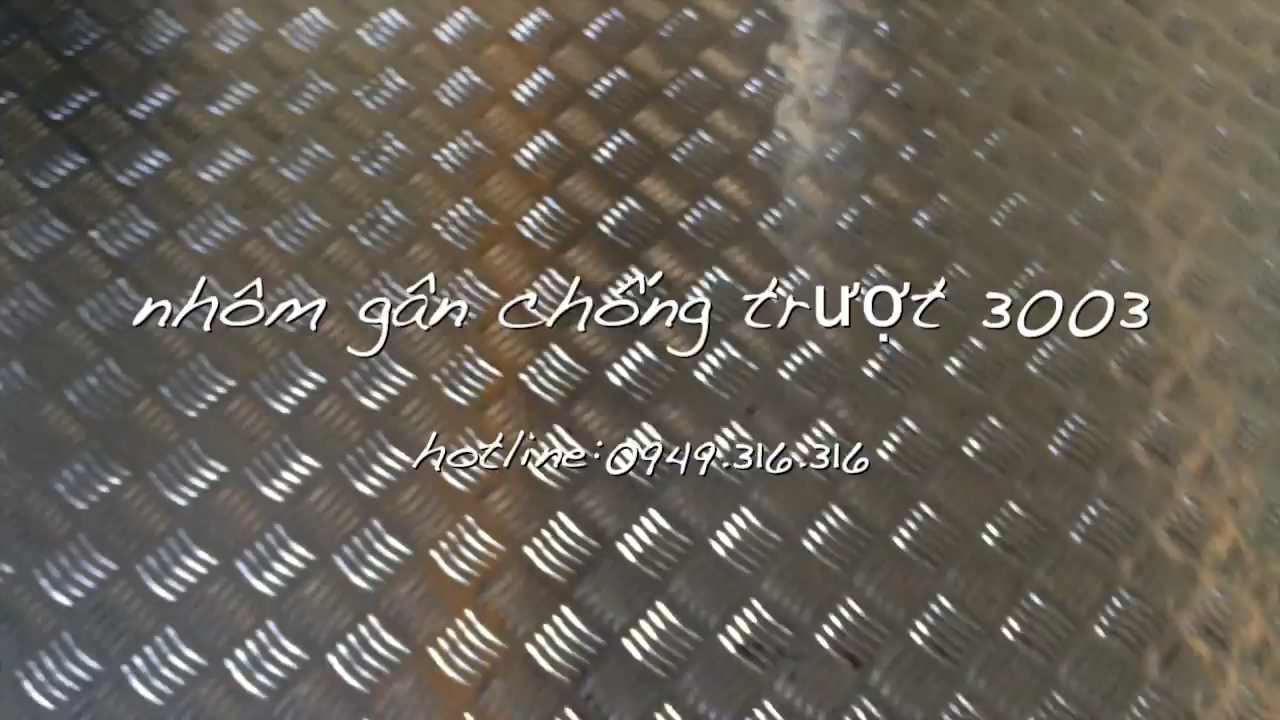 nhôm gân chống trượt 3003
hotline:0949.316.316